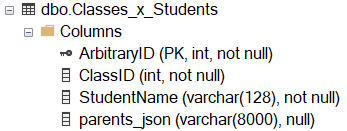 dbo.Classes_x_Students
Columns
ArbitraryID (PK, int, not null)
ClassID (int, not null)
StudentName (varchar(128), not null)
parents_json (varchar(8000), null)